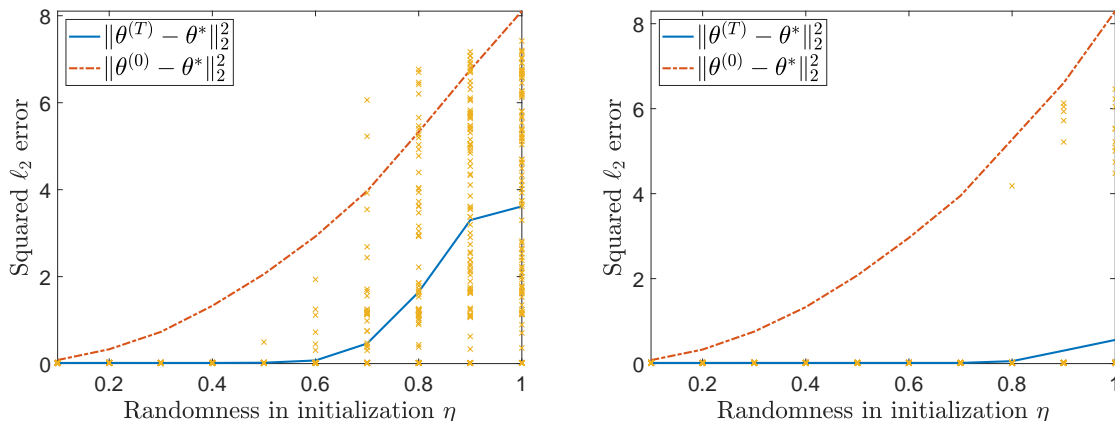 ‖θ^(T) − θ*‖₂²
‖θ^(0) − θ*‖₂²
Squared ℓ₂ error
8
6
4
2
0
0.2 0.4 0.6 0.8 1
Randomness in initialization η
‖θ^(T) − θ*‖₂²
‖θ^(0) − θ*‖₂²
Squared ℓ₂ error
8
6
4
2
0
0.2 0.4 0.6 0.8 1
Randomness in initialization η